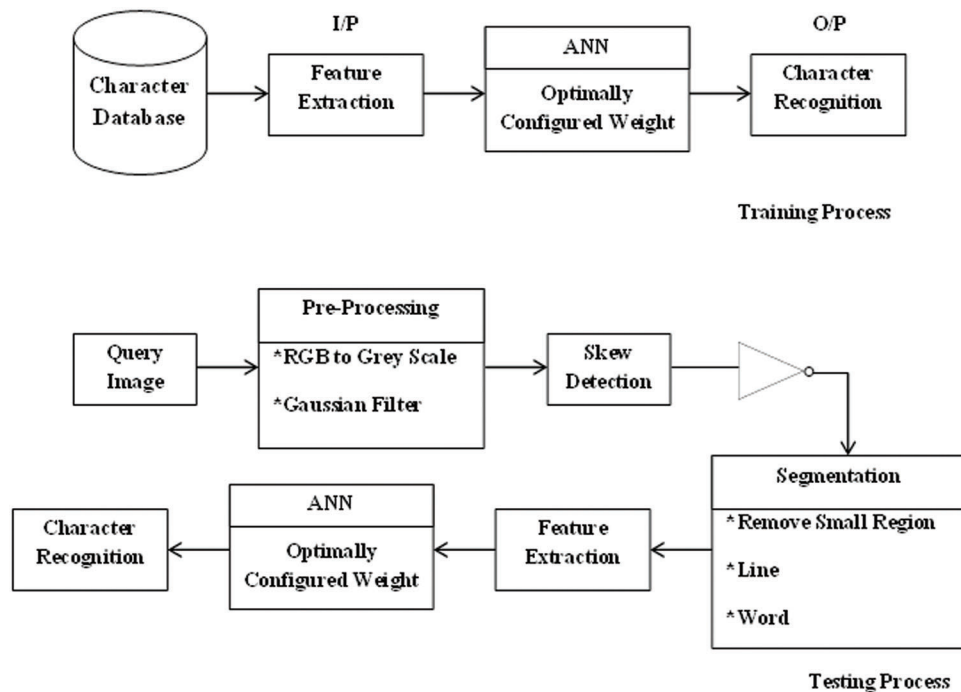 I/P
O/P
Character
Database
Feature
Extraction
ANN
Optimally
Configured Weight
Character
Recognition
Training Process
Query
Image
Pre-Processing
*RGB to Grey Scale
*Gaussian Filter
Skew
Detection
Segmentation
*Remove Small Region
*Line
*Word
Feature
Extraction
ANN
Optimally
Configured Weight
Character
Recognition
Testing Process